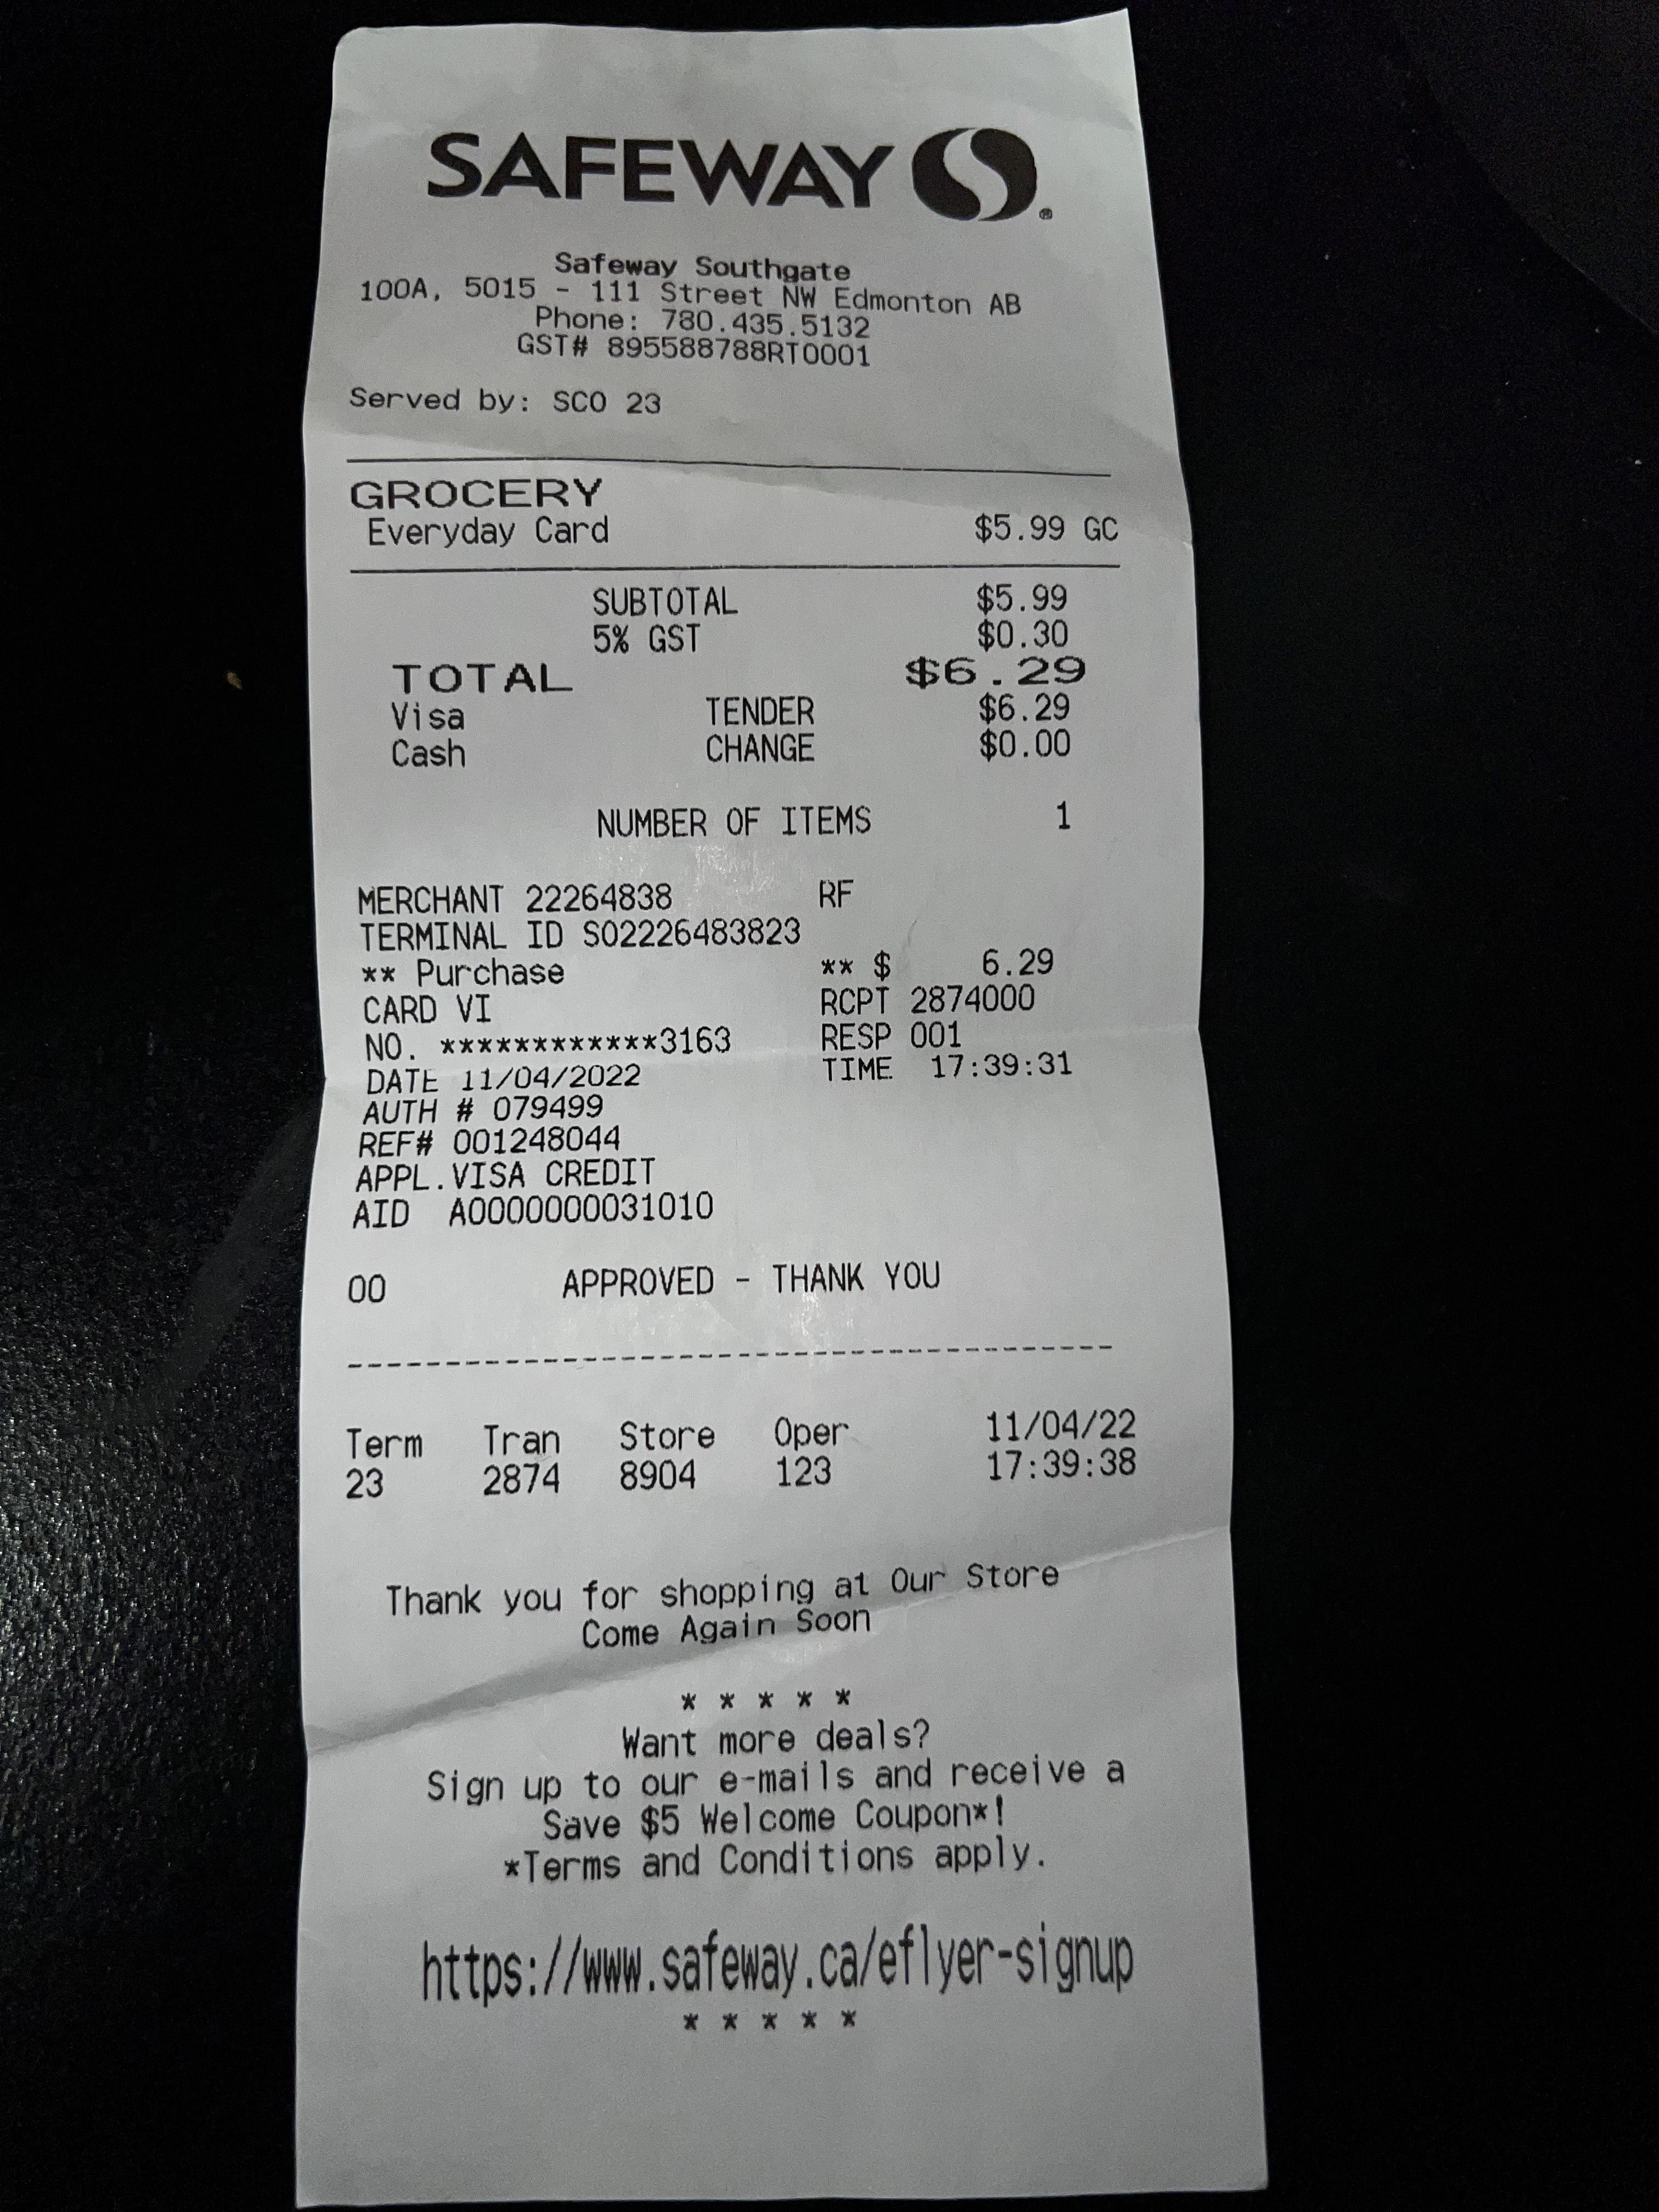 SAFEWAY
Safeway Southgate
100A, 5015 - 111 Street NW Edmonton AB
Phone: 780.435.5132
GST# 895588788RT0001
Served by: SCO 23
GROCERY
Everyday Card $5.99 GC
SUBTOTAL $5.99
5% GST $0.30
TOTAL $6.29
Visa TENDER $6.29
Cash CHANGE $0.00
NUMBER OF ITEMS 1
MERCHANT 22264838 RF
TERMINAL ID S02226483823
** Purchase ** $ 6.29
CARD VI RCPT 2874000
NO. ************3163 RESP 001
DATE 11/04/2022 TIME 17:39:31
AUTH # 079499
REF# 001248044
APPL.VISA CREDIT
AID A0000000031010
00 APPROVED - THANK YOU
----------------------------------------
Term Tran Store Oper 11/04/22
23 2874 8904 123 17:39:38
Thank you for shopping at Our Store
Come Again Soon
* * * * *
Want more deals?
Sign up to our e-mails and receive a
Save $5 Welcome Coupon*!
*Terms and Conditions apply.
https://www.safeway.ca/eflyer-signup
* * * * *